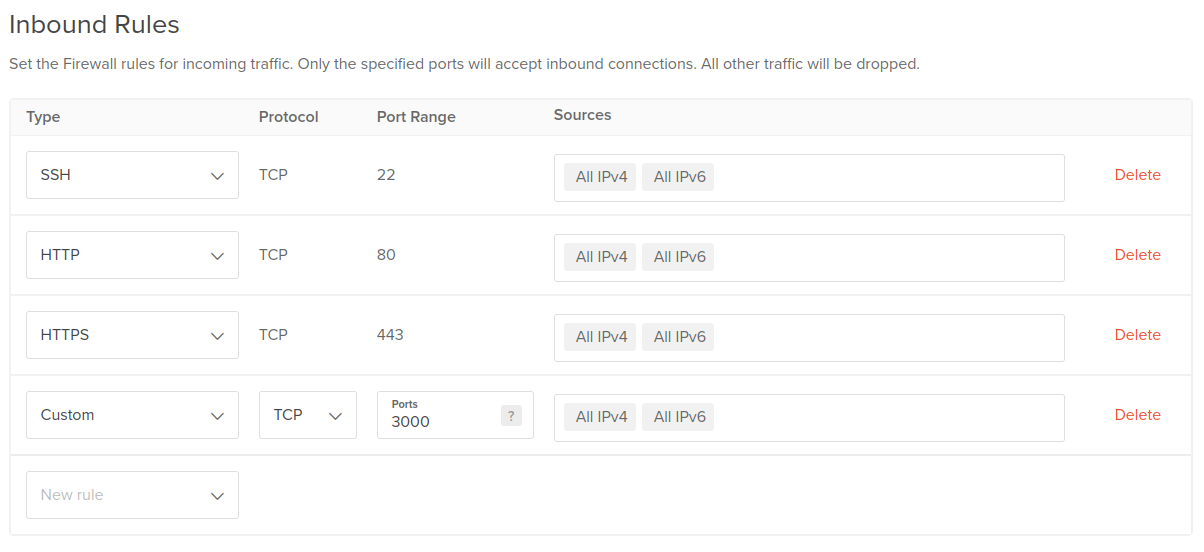 Inbound Rules
Set the Firewall rules for incoming traffic. Only the specified ports will accept inbound connections. All other traffic will be dropped.
Type Protocol Port Range Sources
SSH TCP 22 All IPv4 All IPv6 Delete
HTTP TCP 80 All IPv4 All IPv6 Delete
HTTPS TCP 443 All IPv4 All IPv6 Delete
Custom TCP Ports 3000 ? All IPv4 All IPv6 Delete
New rule